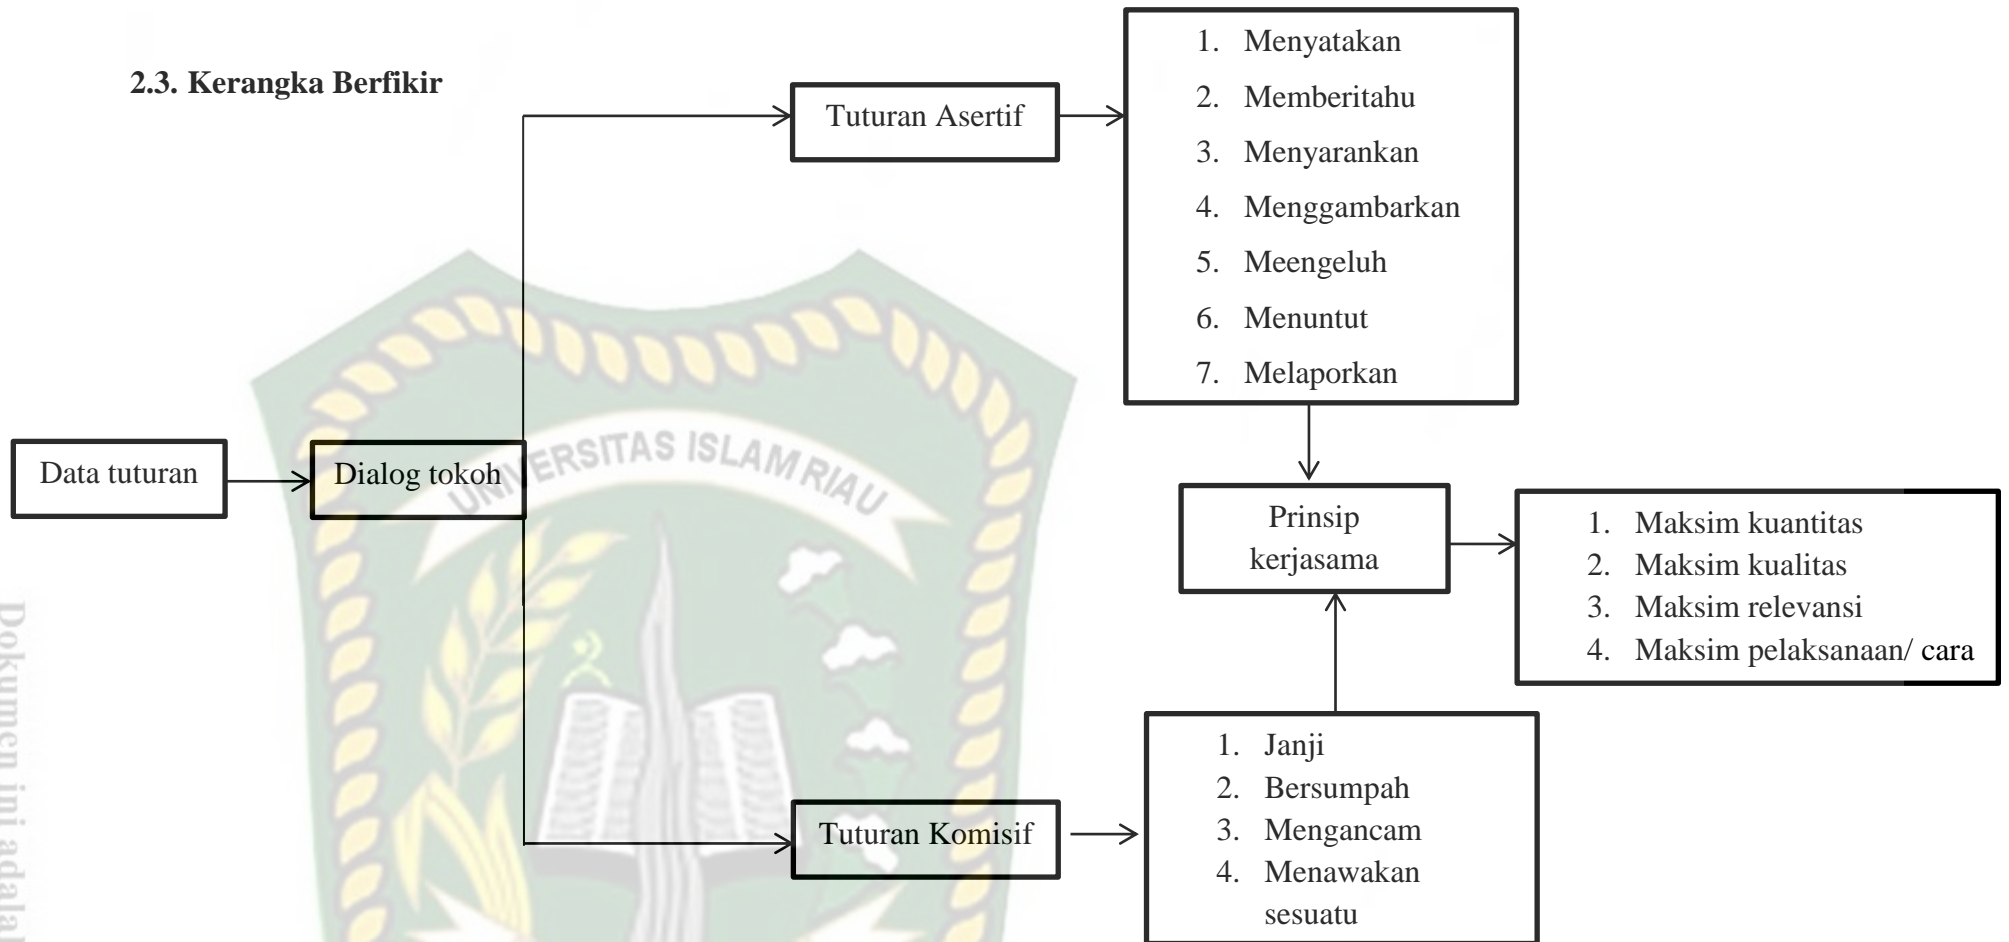 2.3. Kerangka Berfikir
Data tuturan
Dialog tokoh
Tuturan Asertif
1. Menyatakan
2. Memberitahu
3. Menyarankan
4. Menggambarkan
5. Meengeluh
6. Menuntut
7. Melaporkan
Prinsip
kerjasama
1. Maksim kuantitas
2. Maksim kualitas
3. Maksim relevansi
4. Maksim pelaksanaan/ cara
Tuturan Komisif
1. Janji
2. Bersumpah
3. Mengancam
4. Menawakan
sesuatu
UNIVERSITAS ISLAM RIAU
Dokumen ini adalah